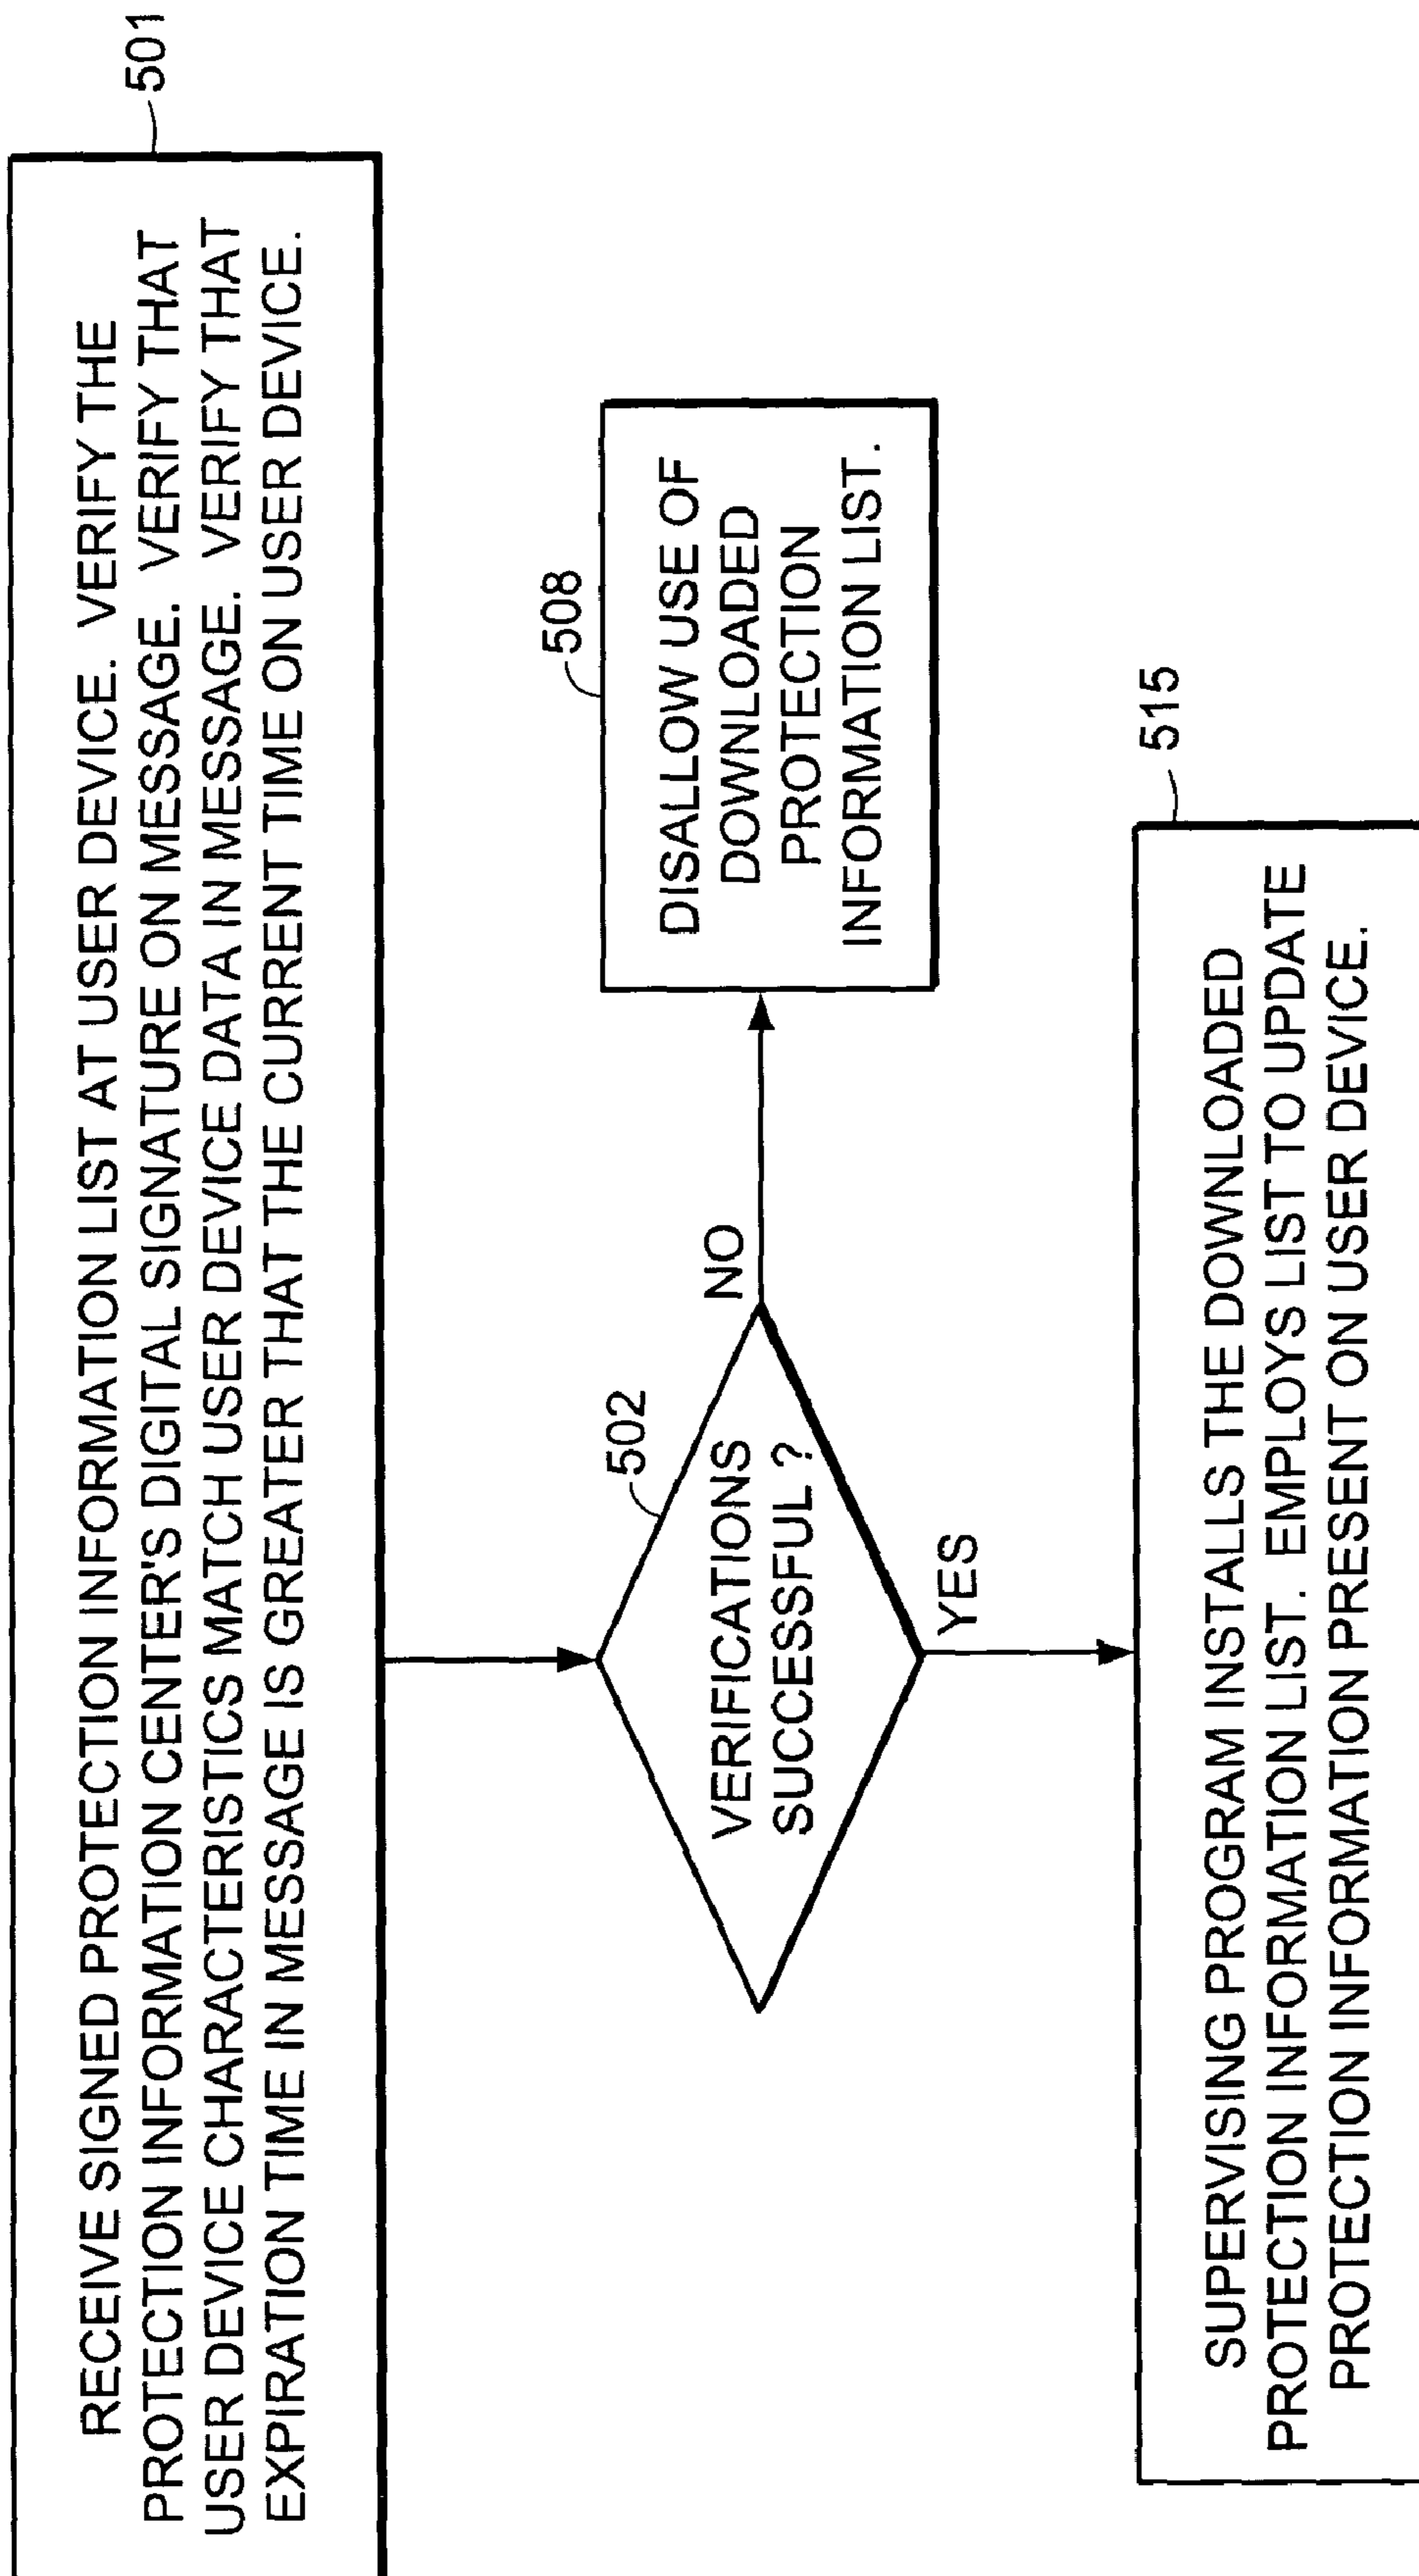 501
RECEIVE SIGNED PROTECTION INFORMATION LIST AT USER DEVICE. VERIFY THE
PROTECTION INFORMATION CENTER'S DIGITAL SIGNATURE ON MESSAGE. VERIFY THAT
USER DEVICE CHARACTERISTICS MATCH USER DEVICE DATA IN MESSAGE. VERIFY THAT
EXPIRATION TIME IN MESSAGE IS GREATER THAT THE CURRENT TIME ON USER DEVICE.
502
VERIFICATIONS
SUCCESSFUL ?
NO
508
DISALLOW USE OF
DOWNLOADED
PROTECTION
INFORMATION LIST.
YES
515
SUPERVISING PROGRAM INSTALLS THE DOWNLOADED
PROTECTION INFORMATION LIST. EMPLOYS LIST TO UPDATE
PROTECTION INFORMATION PRESENT ON USER DEVICE.